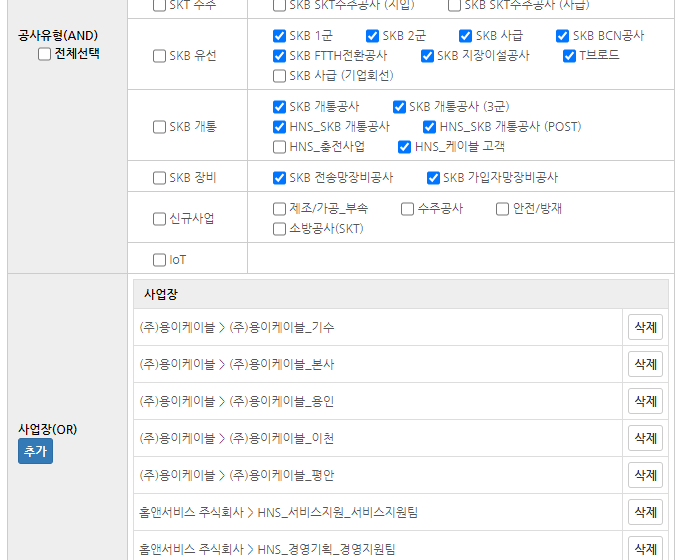 SKT 수주
SKB SKT수주공사 (지입) SKB SKT수주공사 (사급)
공사유형(AND)
전체선택
SKB 유선
SKB 1군 SKB 2군 SKB 사급 SKB BCN공사
SKB FTTH전환공사 SKB 지장이설공사 T브로드
SKB 사급 (기업회선)
SKB 개통
SKB 개통공사 SKB 개통공사 (3군)
HNS_SKB 개통공사 HNS_SKB 개통공사 (POST)
HNS_충전사업 HNS_케이블 고객
SKB 장비
SKB 전송망장비공사 SKB 가입자망장비공사
신규사업
제조/가공_부속 수주공사 안전/방재
소방공사(SKT)
IoT
사업장(OR)
추가
사업장
(주)용이케이블 > (주)용이케이블_기수 삭제
(주)용이케이블 > (주)용이케이블_본사 삭제
(주)용이케이블 > (주)용이케이블_용인 삭제
(주)용이케이블 > (주)용이케이블_이천 삭제
(주)용이케이블 > (주)용이케이블_평안 삭제
홈앤서비스 주식회사 > HNS_서비스지원_서비스지원팀 삭제
홈앤서비스 주식회사 > HNS_경영기획_경영지원팀 삭제